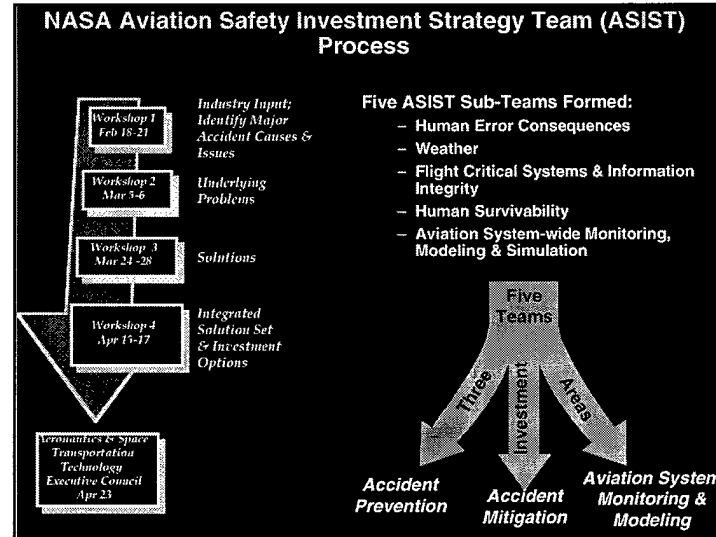 NASA Aviation Safety Investment Strategy Team (ASIST)
Process
Workshop 1
Feb 18-21
Industry Input;
Identify Major
Accident Causes &
Issues
Workshop 2
Mar 5-6
Underlying
Problems
Workshop 3
Mar 24 -28
Solutions
Workshop 4
Apr 15-17
Integrated
Solution Set
& Investment
Options
Aeronautics & Space
Transportation
Technology
Executive Council
Apr 23
Five ASIST Sub-Teams Formed:
– Human Error Consequences
– Weather
– Flight Critical Systems & Information
Integrity
– Human Survivability
– Aviation System-wide Monitoring,
Modeling & Simulation
Five
Teams
Three
Investment
Areas
Accident
Prevention
Accident
Mitigation
Aviation System
Monitoring &
Modeling